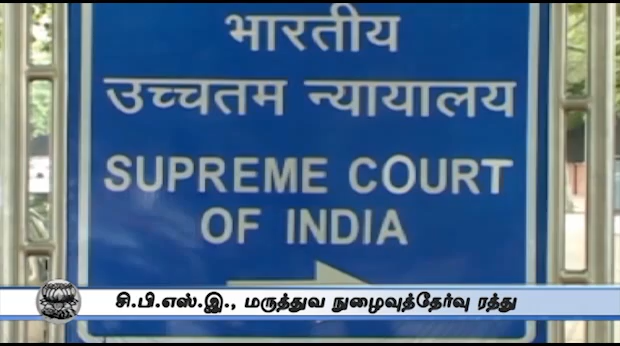 भारतीय
उच्चतम न्यायालय
SUPREME COURT
OF INDIA
சி.பி.எஸ்.இ., மருத்துவ நுழைவுத்தேர்வு ரத்து